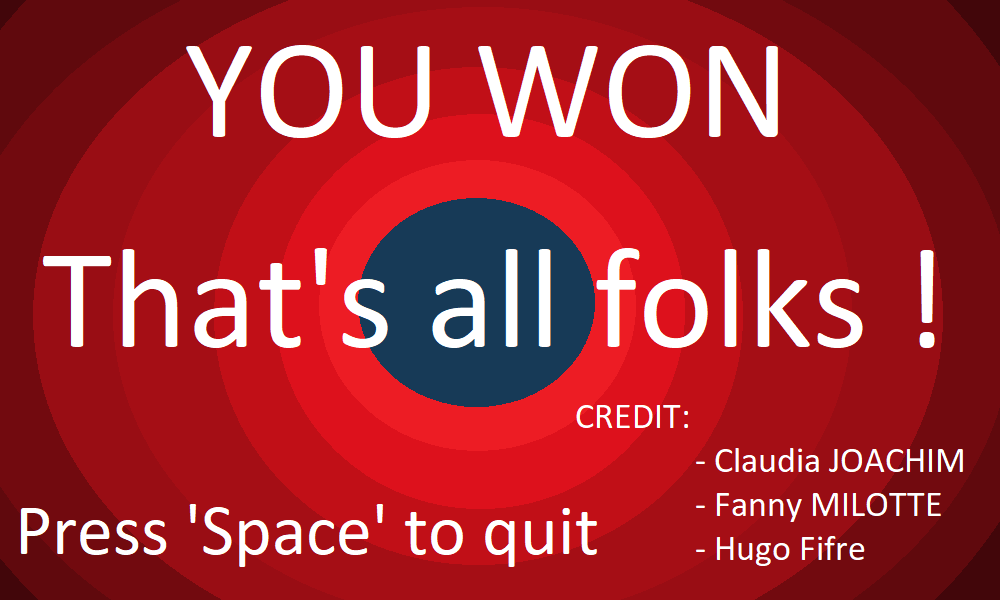 YOU WON
That's all folks !
CREDIT:
- Claudia JOACHIM
- Fanny MILOTTE
- Hugo Fifre
Press 'Space' to quit